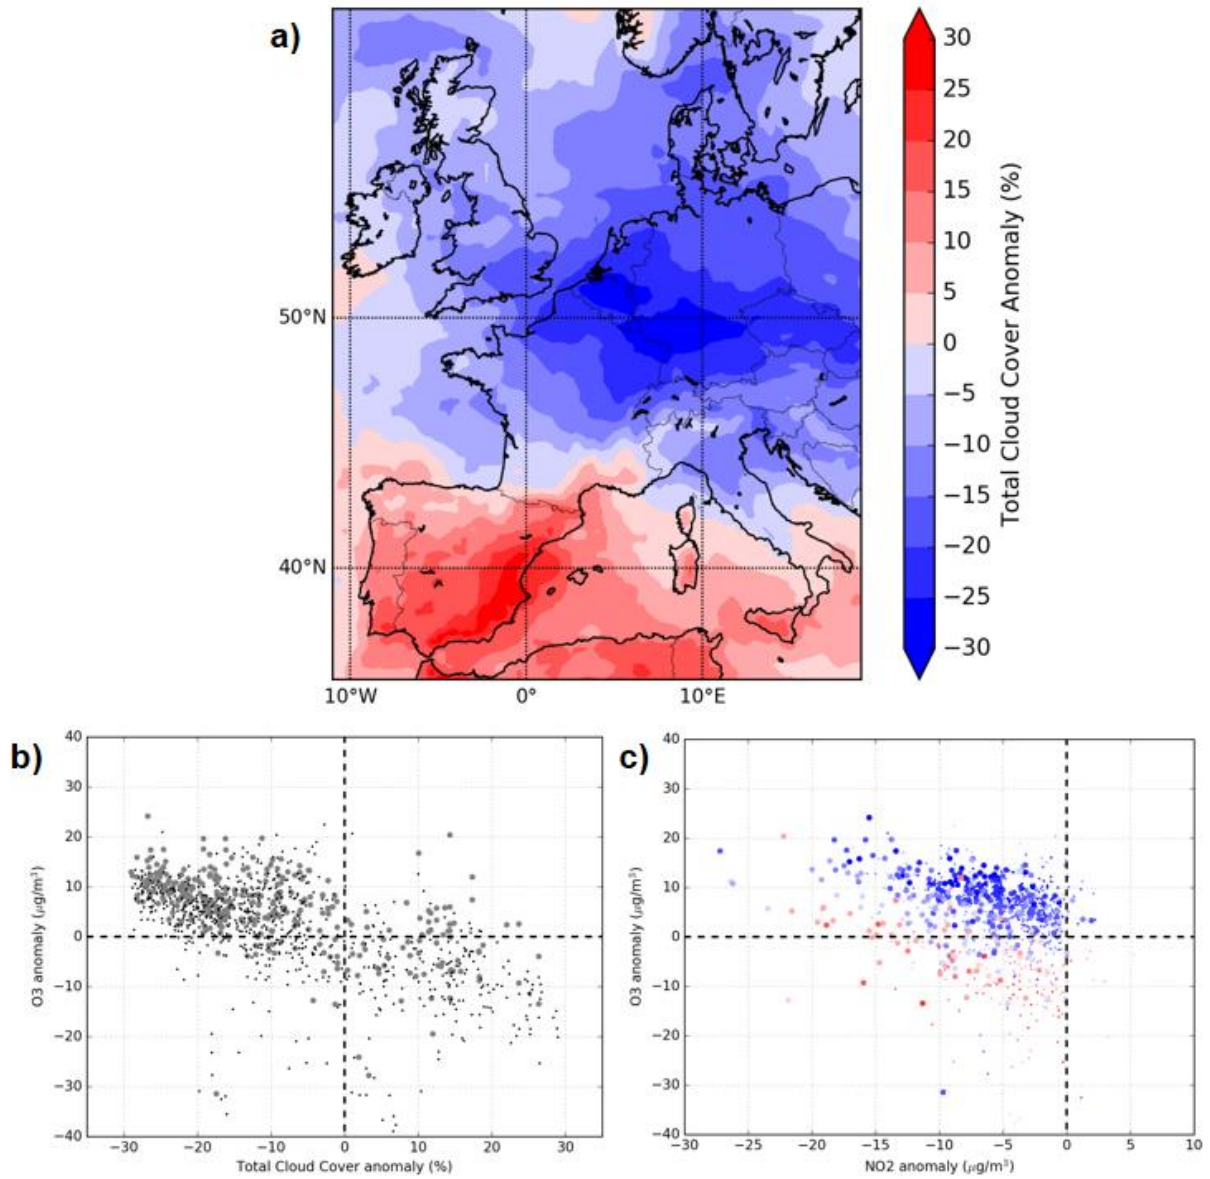 a)
50°N
40°N
10°W 0° 10°E
30
25
20
15
10
5
0
−5
−10
−15
−20
−25
−30
Total Cloud Cover Anomaly (%)
b)
40
30
20
10
0
−10
−20
−30
−40
O3 anomaly (μg/m³)
−30 −20 −10 0 10 20 30
Total Cloud Cover anomaly (%)
c)
40
30
20
10
0
−10
−20
−30
−40
O3 anomaly (μg/m³)
−30 −25 −20 −15 −10 −5 0 5 10
NO2 anomaly (μg/m³)